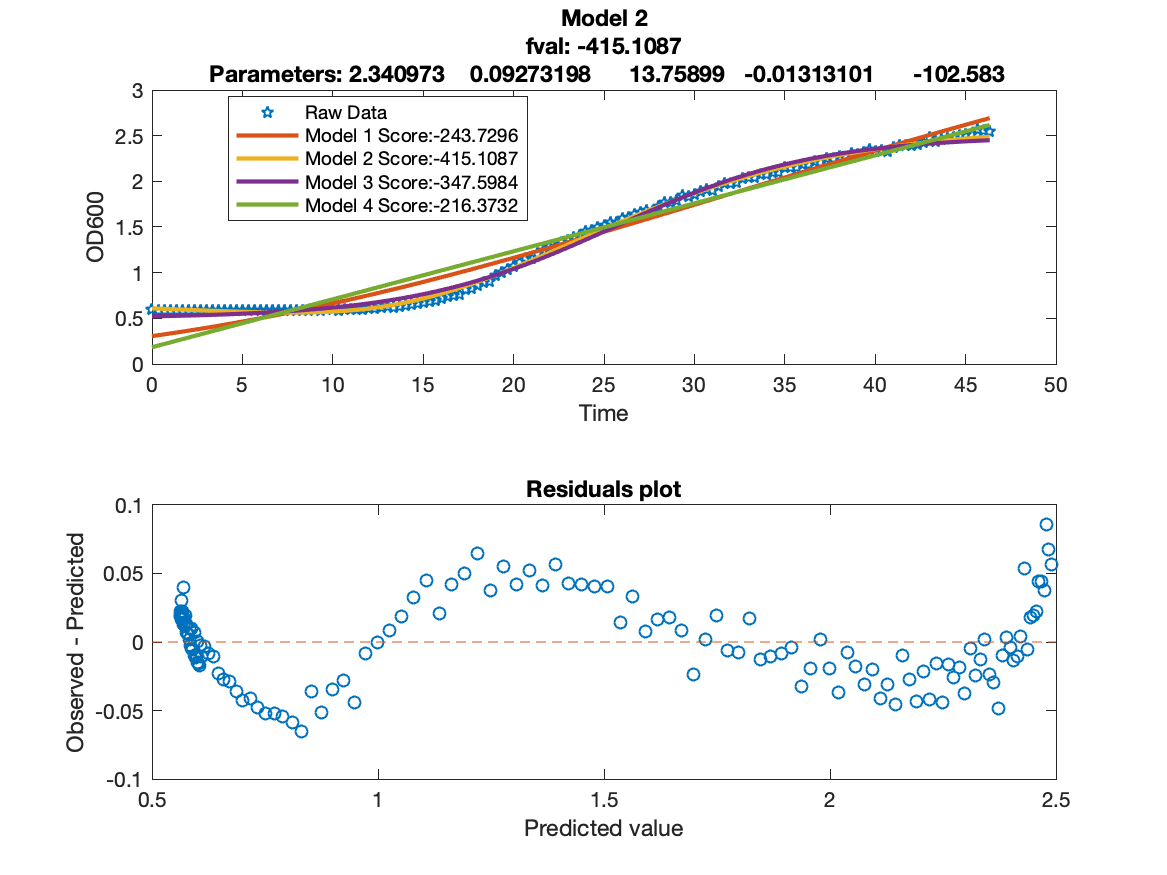 Model 2
fval: -415.1087
Parameters: 2.340973 0.09273198 13.75899 -0.01313101 -102.583
3
2.5
2
1.5
1
0.5
0
OD600
Raw Data
Model 1 Score:-243.7296
Model 2 Score:-415.1087
Model 3 Score:-347.5984
Model 4 Score:-216.3732
0 5 10 15 20 25 30 35 40 45 50
Time
Residuals plot
0.1
0.05
0
-0.05
-0.1
Observed - Predicted
0.5 1 1.5 2 2.5
Predicted value